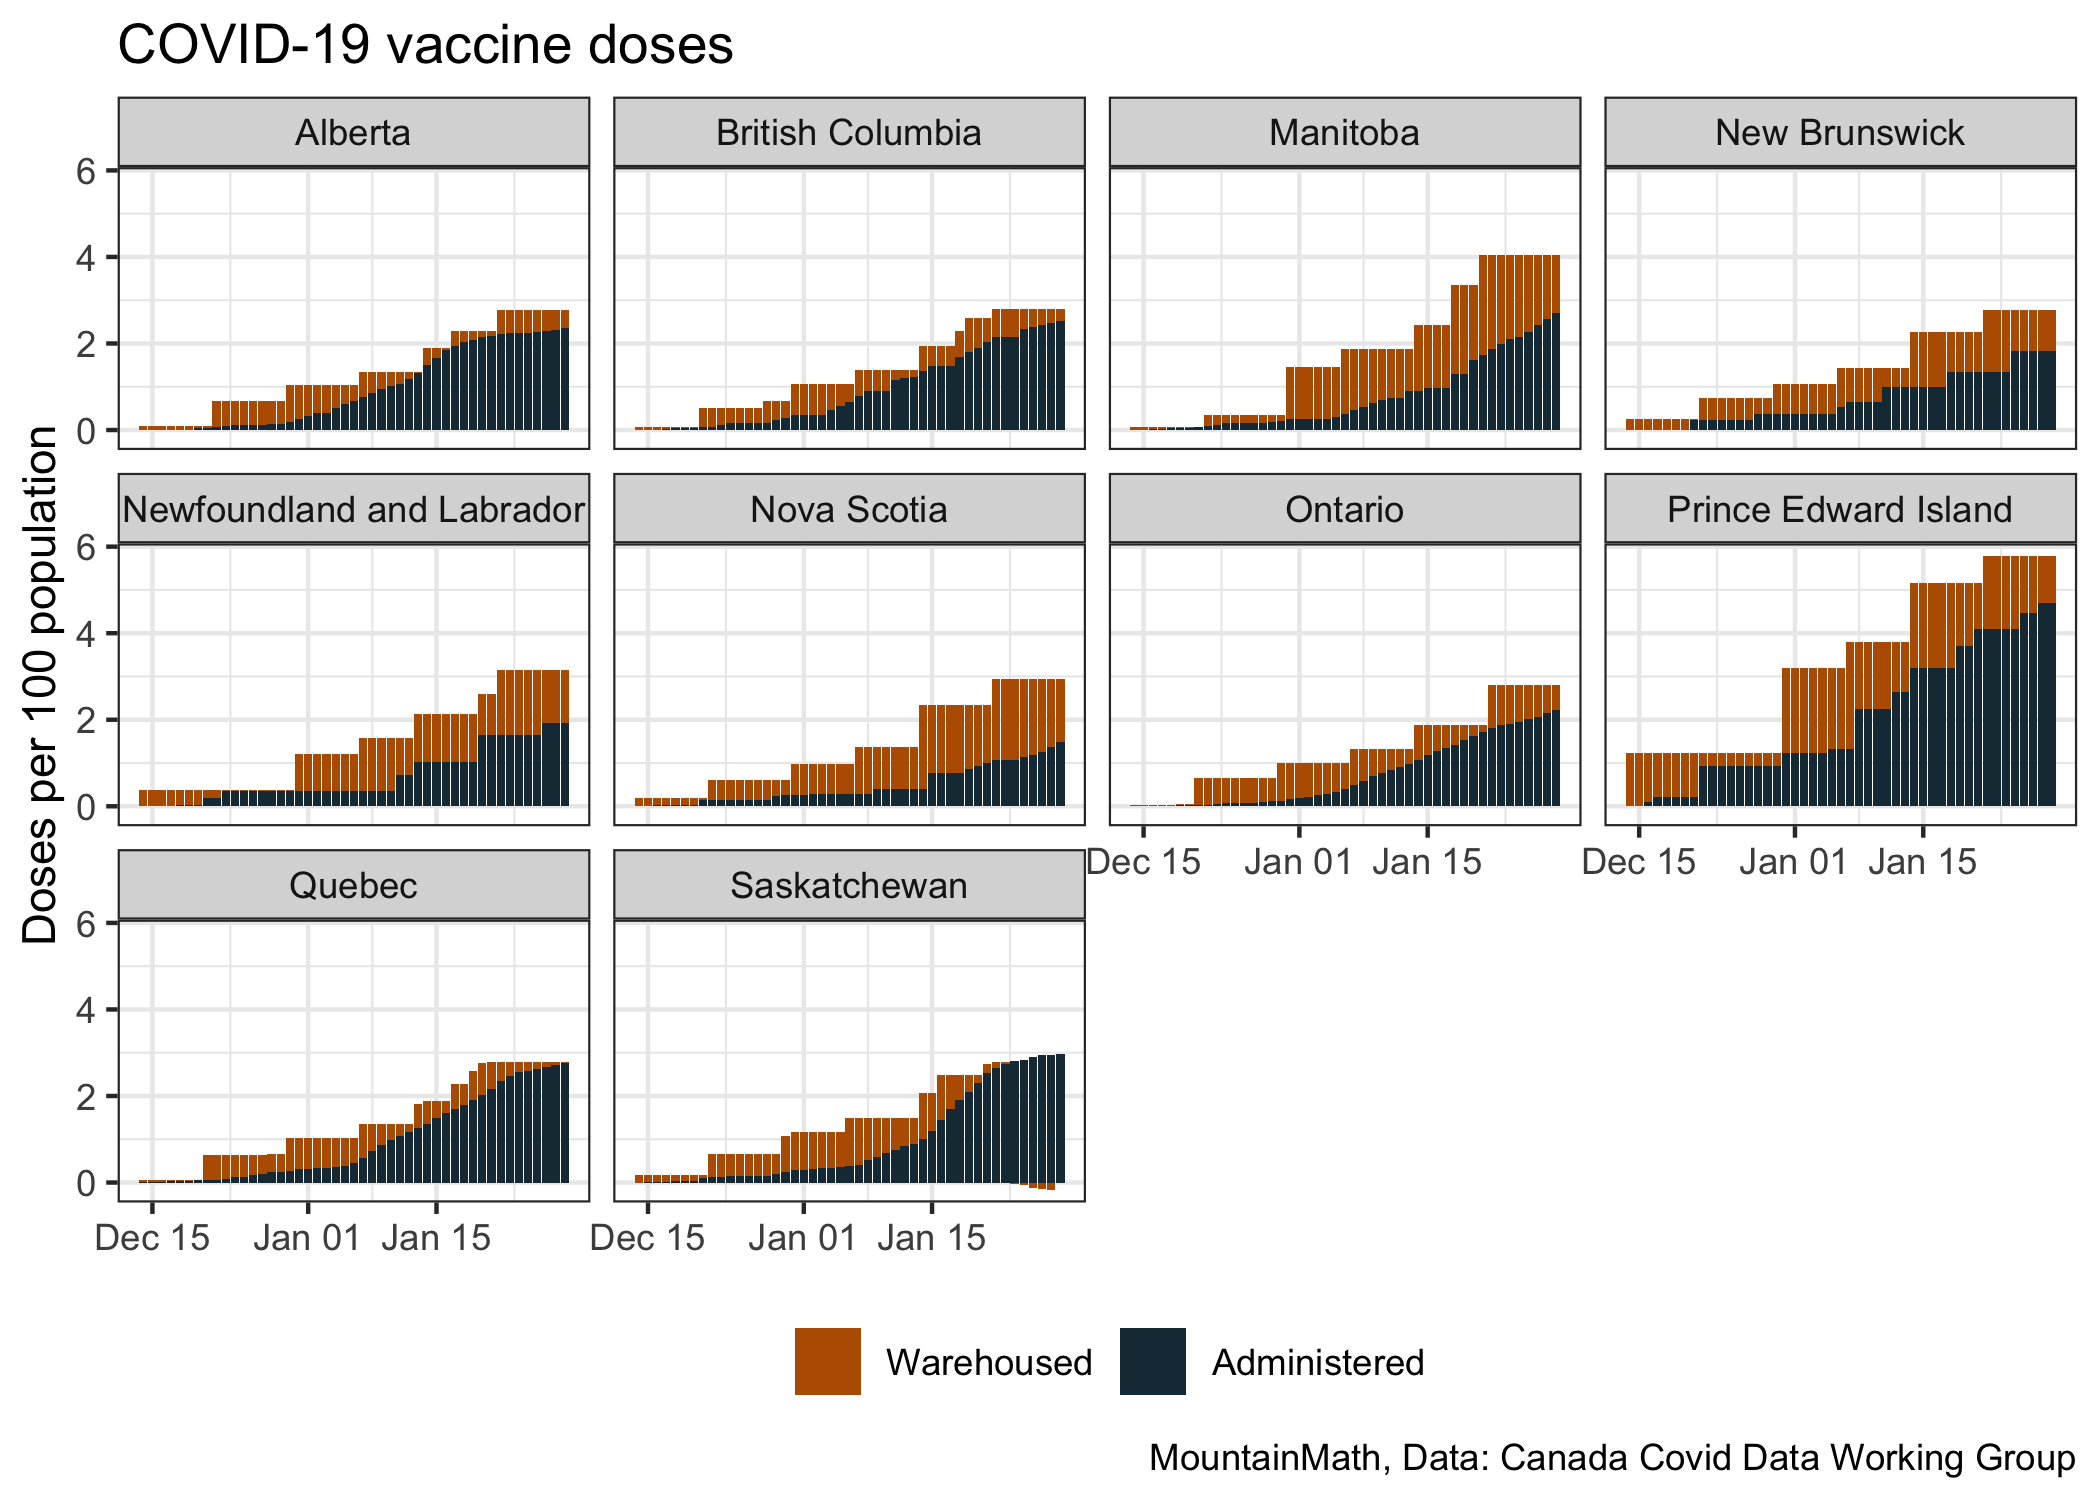 COVID-19 vaccine doses
Alberta
British Columbia
Manitoba
New Brunswick
6
4
2
0
Newfoundland and Labrador
Nova Scotia
Ontario
Prince Edward Island
6
4
2
0
Dec 15 Jan 01 Jan 15
Dec 15 Jan 01 Jan 15
Quebec
Saskatchewan
6
4
2
0
Dec 15 Jan 01 Jan 15
Dec 15 Jan 01 Jan 15
Doses per 100 population
Warehoused
Administered
MountainMath, Data: Canada Covid Data Working Group